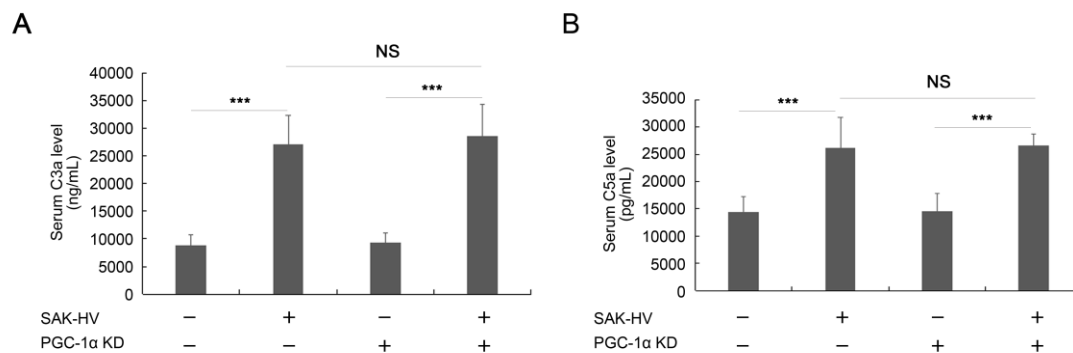 A
NS
***
***
Serum C3a level
(ng/mL)
40000
35000
30000
25000
20000
15000
10000
5000
0
SAK-HV − + − +
PGC-1α KD − − + +
B
NS
***
***
Serum C5a level
(pg/mL)
35000
30000
25000
20000
15000
10000
5000
0
SAK-HV − + − +
PGC-1α KD − − + +